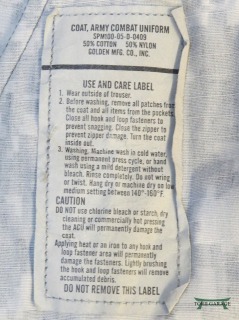 COAT, ARMY COMBAT UNIFORM
SPM100-05-D-0409
50% COTTON 50% NYLON
GOLDEN MFG. CO., INC.
USE AND CARE LABEL
1. Wear outside of trouser.
2. Before washing, remove all patches from
the coat and all items from the pockets.
Close all hook and loop fasteners to
prevent snagging. Close the zipper to
prevent zipper damage. Turn the coat
inside out.
3. Washing. Machine wash in cold water,
using permanent press cycle, or hand
wash using a mild detergent without
bleach. Rinse completely. Do not wring
or twist. Hang dry or machine dry on low
medium setting between 140°-160°F.
CAUTION
DO NOT use chlorine bleach or starch, dry
cleaning or commercially hot pressing
the ACU will permanently damage the
coat.
Applying heat or an iron to any hook and
loop fastener area will permanently
damage the fasteners. Lightly brushing
the hook and loop fasteners will remove
accumulated debris.
DO NOT REMOVE THIS LABEL